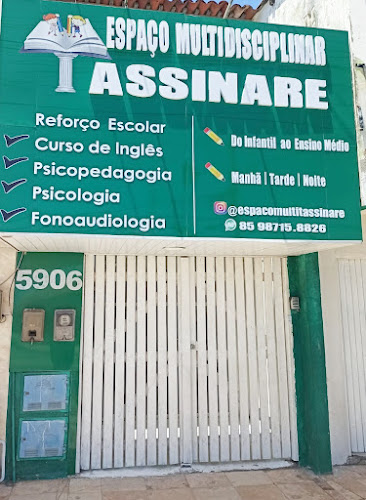 ESPAÇO MULTIDISCIPLINAR
ASSINARE
Reforço Escolar
Curso de Inglês
Psicopedagogia
Psicologia
Fonoaudiologia
Do Infantil ao Ensino Médio
Manhã | Tarde | Noite
@espacomultitassinare
85 98715.8826
5906